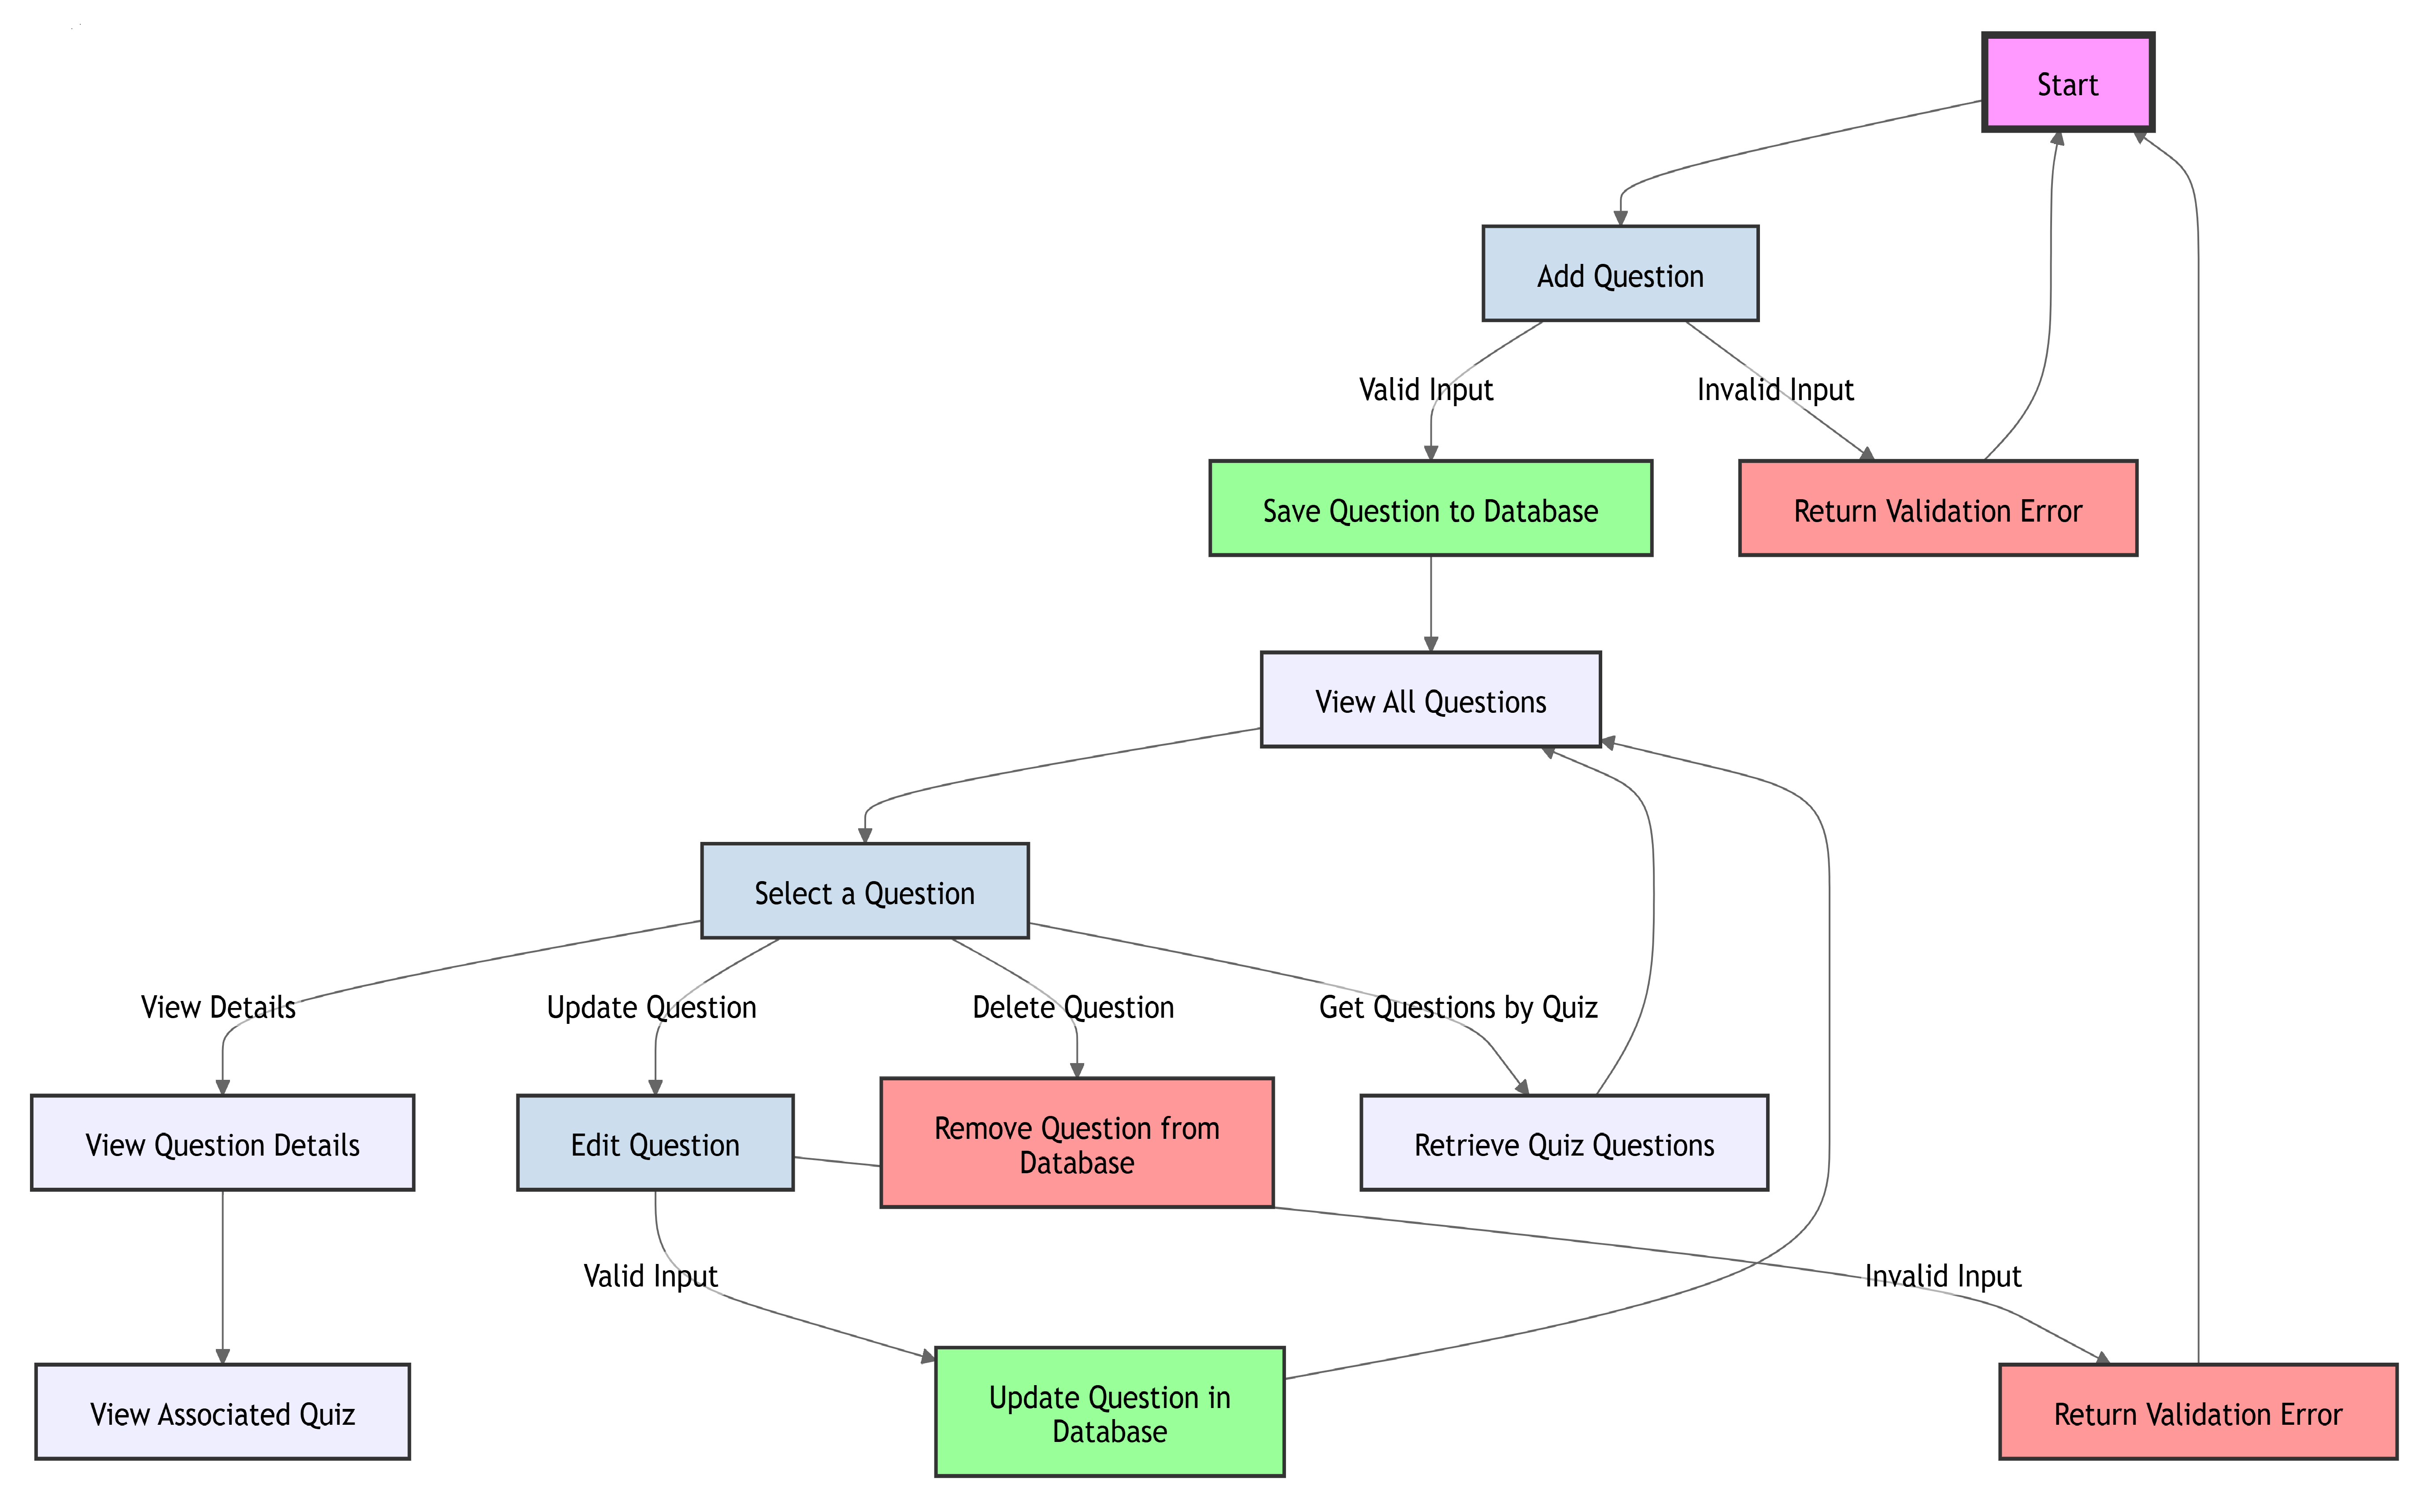 Start
Add Question
Valid Input
Invalid Input
Save Question to Database
Return Validation Error
View All Questions
Select a Question
View Details
Update Question
Delete Question
Get Questions by Quiz
View Question Details
Edit Question
Remove Question from
Database
Retrieve Quiz Questions
Valid Input
Invalid Input
View Associated Quiz
Update Question in
Database
Return Validation Error